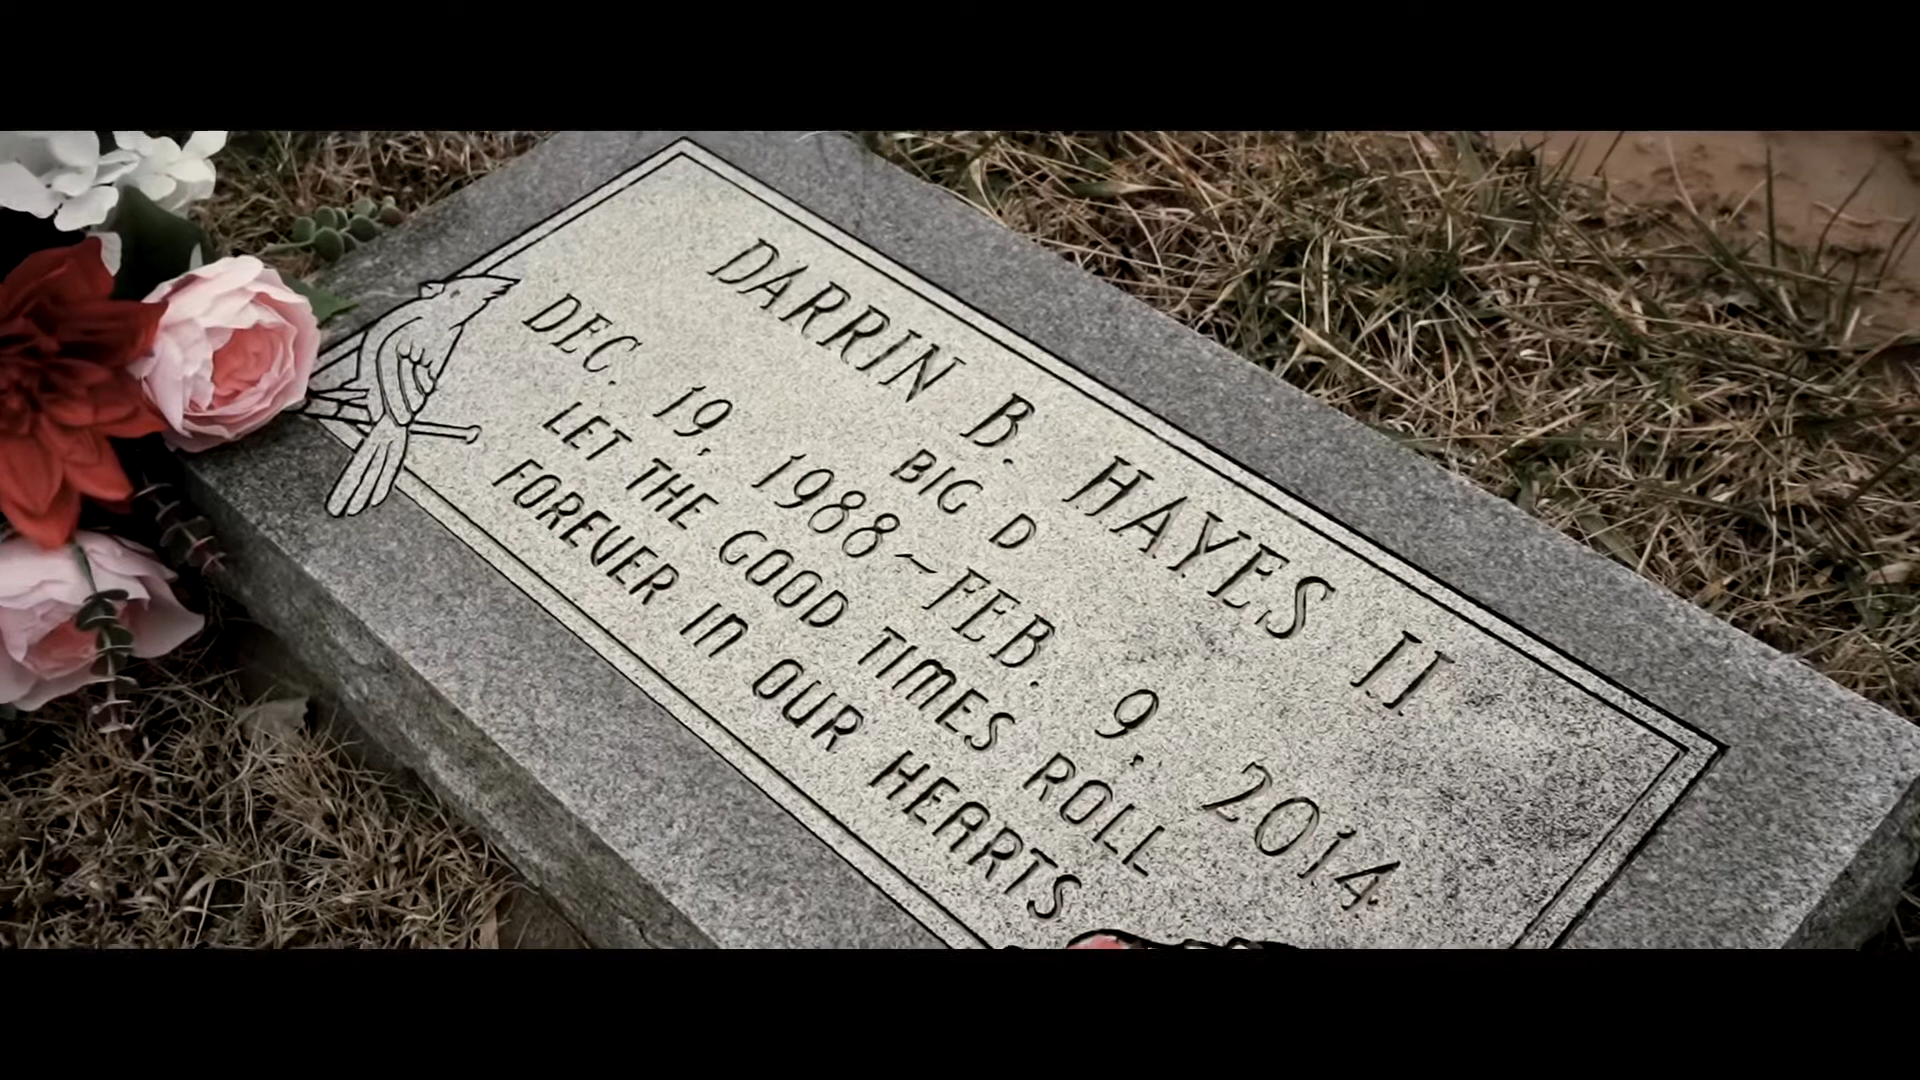 DARRIN B. HAYES II
BIG D
DEC. 19, 1988~FEB. 9, 2014
LET THE GOOD TIMES ROLL
FOREVER IN OUR HEARTS